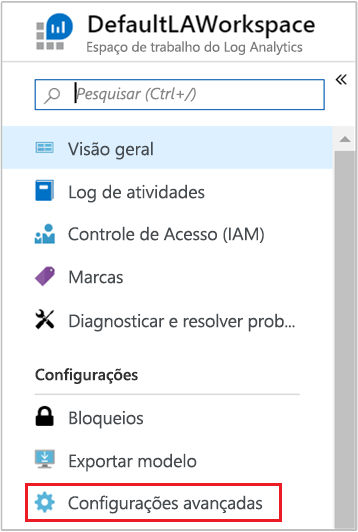 DefaultLAWorkspace
Espaço de trabalho do Log Analytics
Pesquisar (Ctrl+/)
Visão geral
Log de atividades
Controle de Acesso (IAM)
Marcas
Diagnosticar e resolver prob...
Configurações
Bloqueios
Exportar modelo
Configurações avançadas